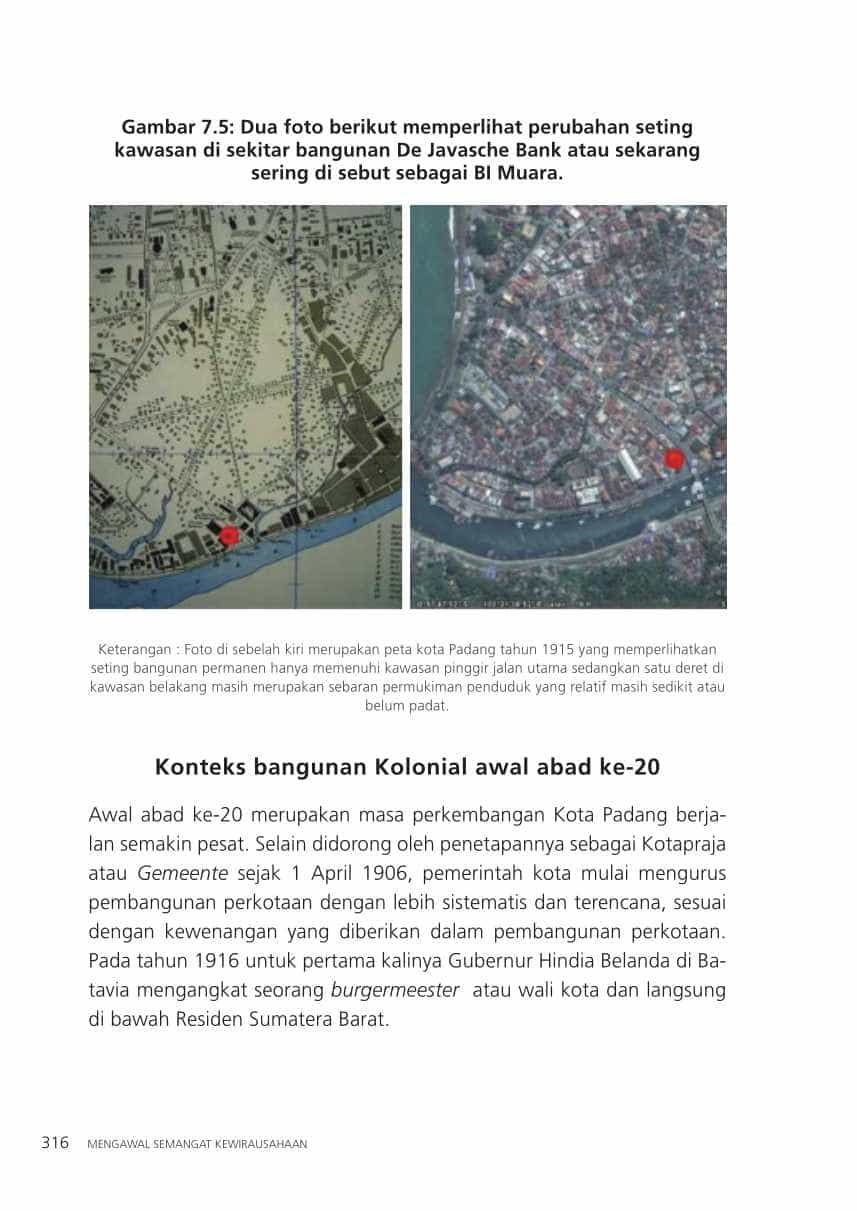 Gambar 7.5: Dua foto berikut memperlihat perubahan seting
kawasan di sekitar bangunan De Javasche Bank atau sekarang
sering di sebut sebagai BI Muara.
Keterangan : Foto di sebelah kiri merupakan peta kota Padang tahun 1915 yang memperlihatkan
seting bangunan permanen hanya memenuhi kawasan pinggir jalan utama sedangkan satu deret di
kawasan belakang masih merupakan sebaran permukiman penduduk yang relatif masih sedikit atau
belum padat.
Konteks bangunan Kolonial awal abad ke-20
Awal abad ke-20 merupakan masa perkembangan Kota Padang berja-
lan semakin pesat. Selain didorong oleh penetapannya sebagai Kotapraja
atau Gemeente sejak 1 April 1906, pemerintah kota mulai mengurus
pembangunan perkotaan dengan lebih sistematis dan terencana, sesuai
dengan kewenangan yang diberikan dalam pembangunan perkotaan.
Pada tahun 1916 untuk pertama kalinya Gubernur Hindia Belanda di Ba-
tavia mengangkat seorang burgermeester atau wali kota dan langsung
di bawah Residen Sumatera Barat.
316 MENGAWAL SEMANGAT KEWIRAUSAHAAN